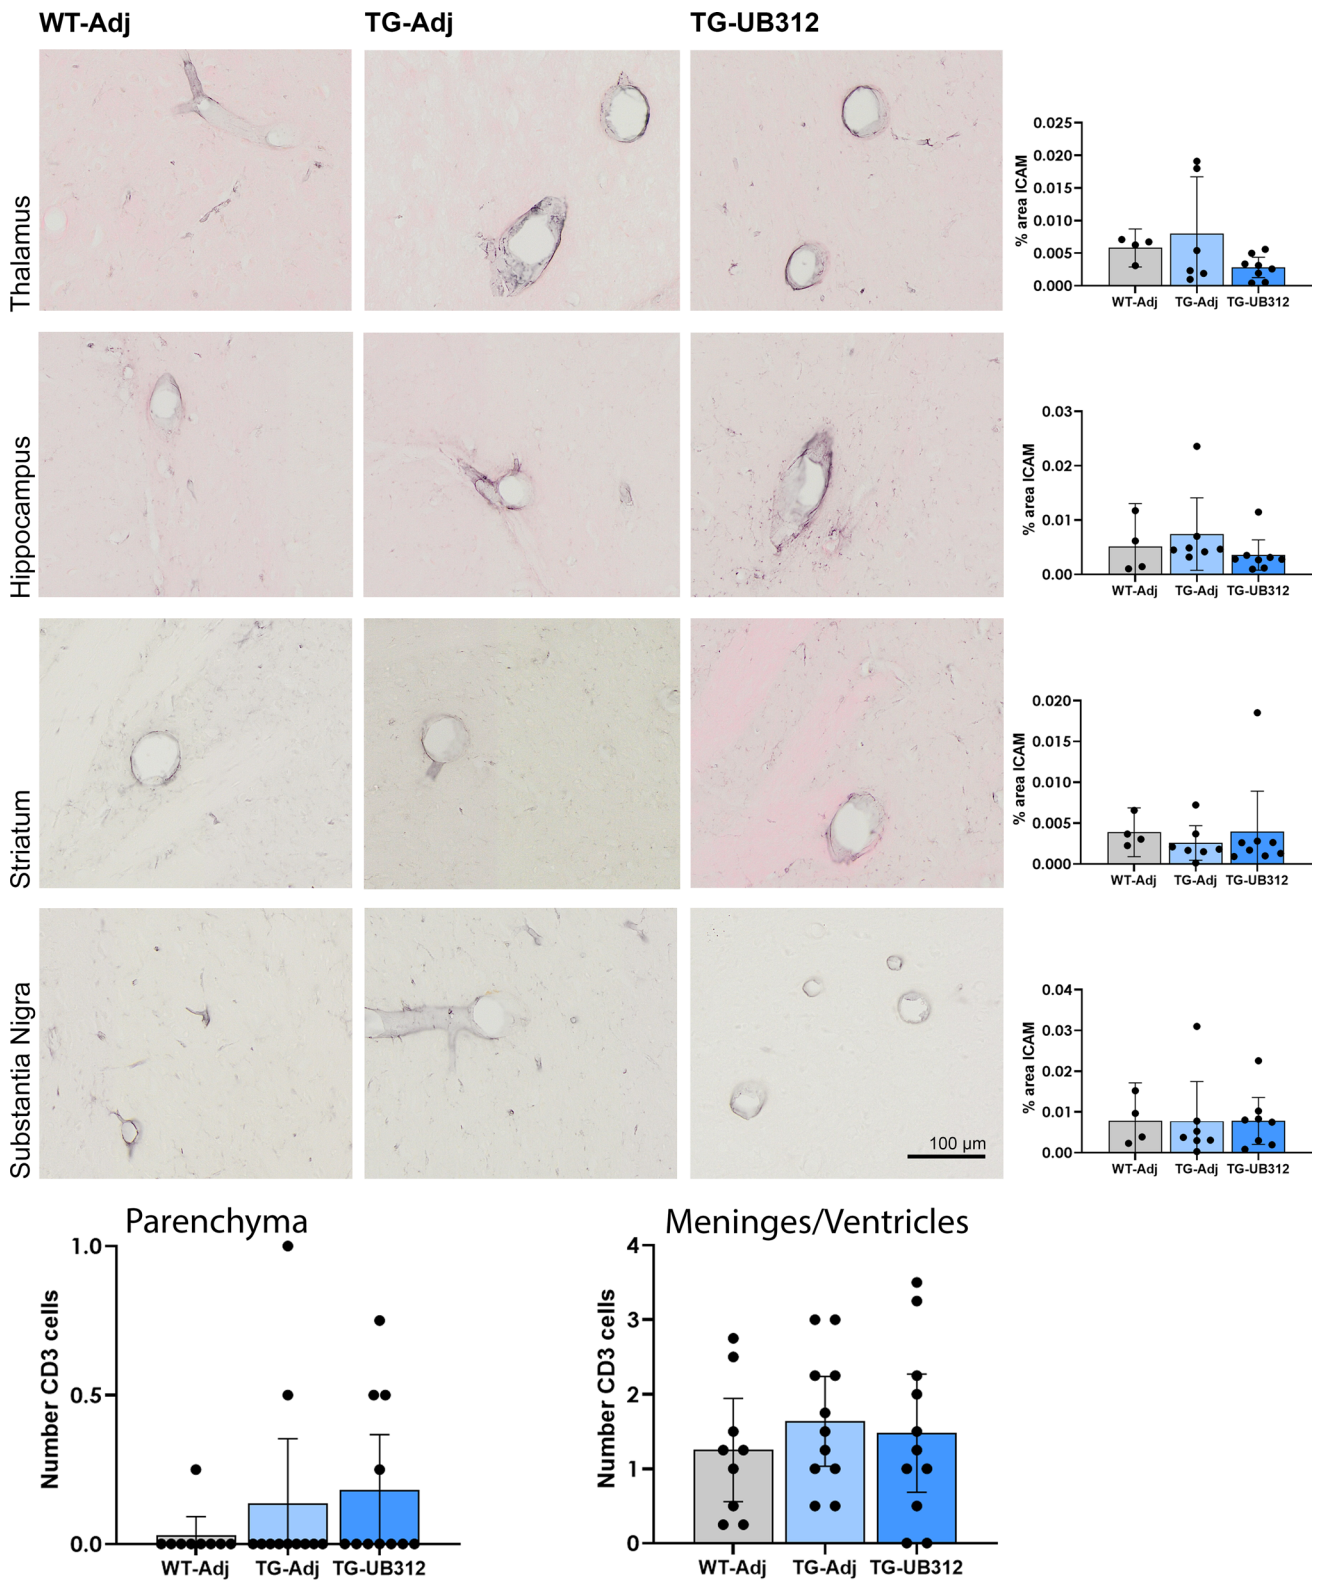 WT-Adj TG-Adj TG-UB312
Thalamus
% area ICAM
0.025
0.020
0.015
0.010
0.005
0.000
WT-Adj TG-Adj TG-UB312
Hippocampus
% area ICAM
0.03
0.02
0.01
0.00
WT-Adj TG-Adj TG-UB312
Striatum
% area ICAM
0.020
0.015
0.010
0.005
0.000
WT-Adj TG-Adj TG-UB312
Substantia Nigra
100 µm
% area ICAM
0.04
0.03
0.02
0.01
0.00
WT-Adj TG-Adj TG-UB312
Parenchyma
Number CD3 cells
1.0
0.5
0.0
WT-Adj TG-Adj TG-UB312
Meninges/Ventricles
Number CD3 cells
4
3
2
1
0
WT-Adj TG-Adj TG-UB312